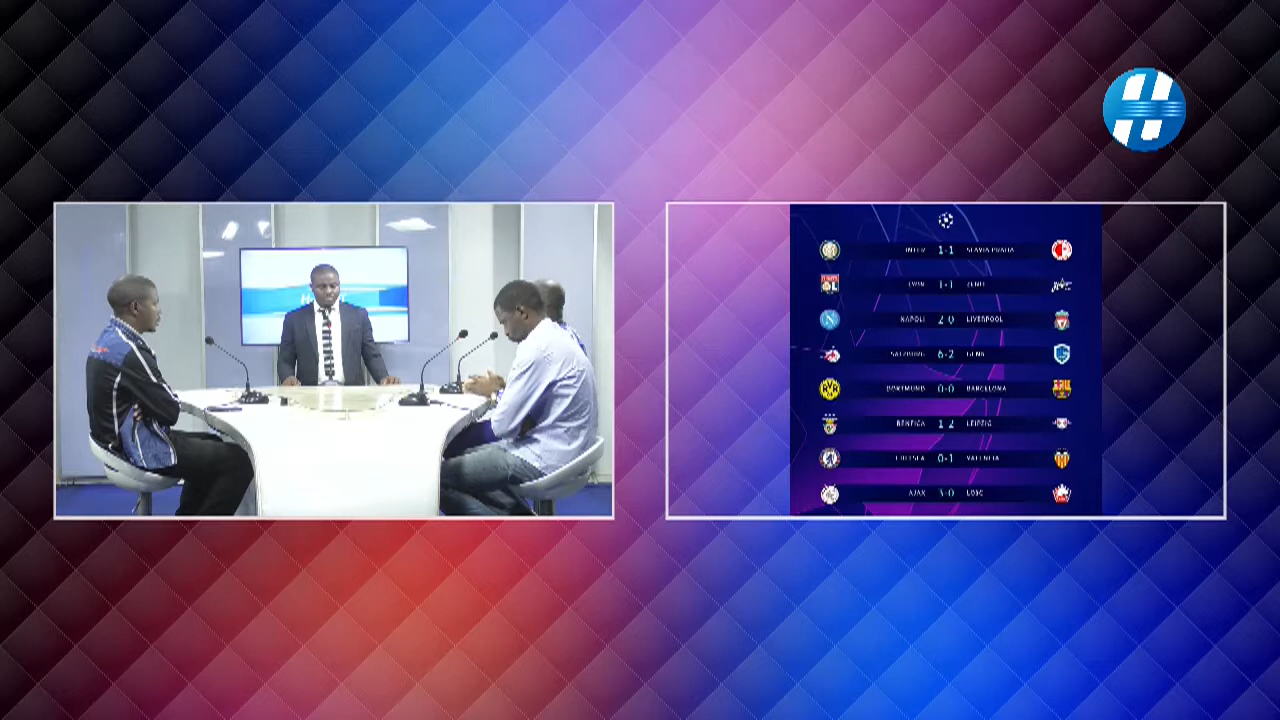 INTER 1-1 SLAVIA PRAHA
LYON 1-1 ZENIT
NAPOLI 2-0 LIVERPOOL
SALZBURG 6-2 GENK
DORTMUND 0-0 BARCELONA
BENFICA 1-2 LEIPZIG
CHELSEA 0-1 VALENCIA
AJAX 3-0 LOSC